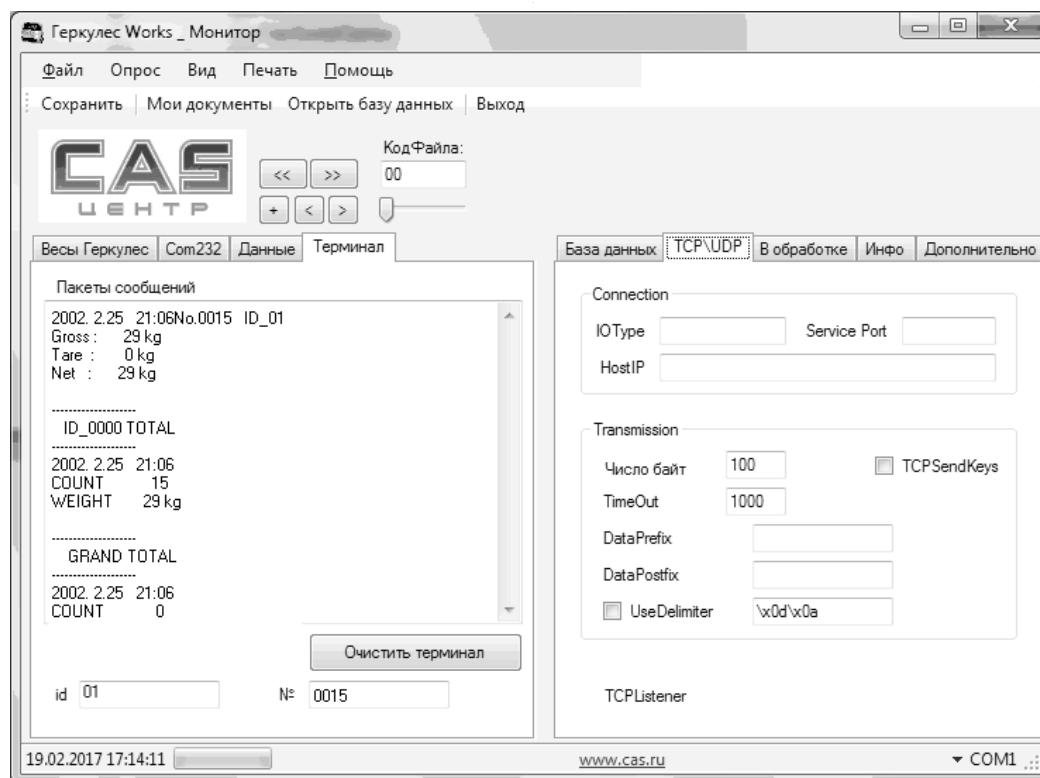 Геркулес Works _ Монитор
Файл Опрос Вид Печать Помощь
Сохранить Мои документы Открыть базу данных Выход
CAS
ЦЕНТР
<< >>
+ < >
КодФайла:
00
Весы Геркулес Com232 Данные Терминал
Пакеты сообщений
2002. 2.25 21:06No.0015 ID_01
Gross : 29 kg
Tare : 0 kg
Net : 29 kg
--------------------
ID_0000 TOTAL
--------------------
2002. 2.25 21:06
COUNT 15
WEIGHT 29 kg
--------------------
GRAND TOTAL
--------------------
2002. 2.25 21:06
COUNT 0
Очистить терминал
id 01 № 0015
База данных TCP\UDP В обработке Инфо Дополнительно
Connection
IOType Service Port
HostIP
Transmission
Число байт 100 TCPSendKeys
TimeOut 1000
DataPrefix
DataPostfix
UseDelimiter \x0d\x0a
TCPListener
19.02.2017 17:14:11 www.cas.ru COM1